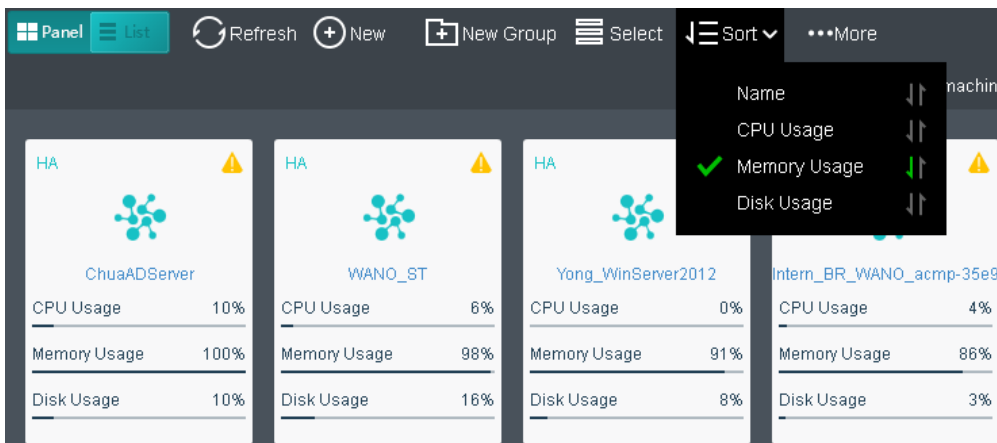 Panel List Refresh New New Group Select Sort More
Name
machin
CPU Usage
Memory Usage
Disk Usage
HA HA HA
ChuaADServer WANO_ST Yong_WinServer2012 Intern_BR_WANO_acmp-35e9
CPU Usage 10% CPU Usage 6% CPU Usage 0% CPU Usage 4%
Memory Usage 100% Memory Usage 98% Memory Usage 91% Memory Usage 86%
Disk Usage 10% Disk Usage 16% Disk Usage 8% Disk Usage 3%